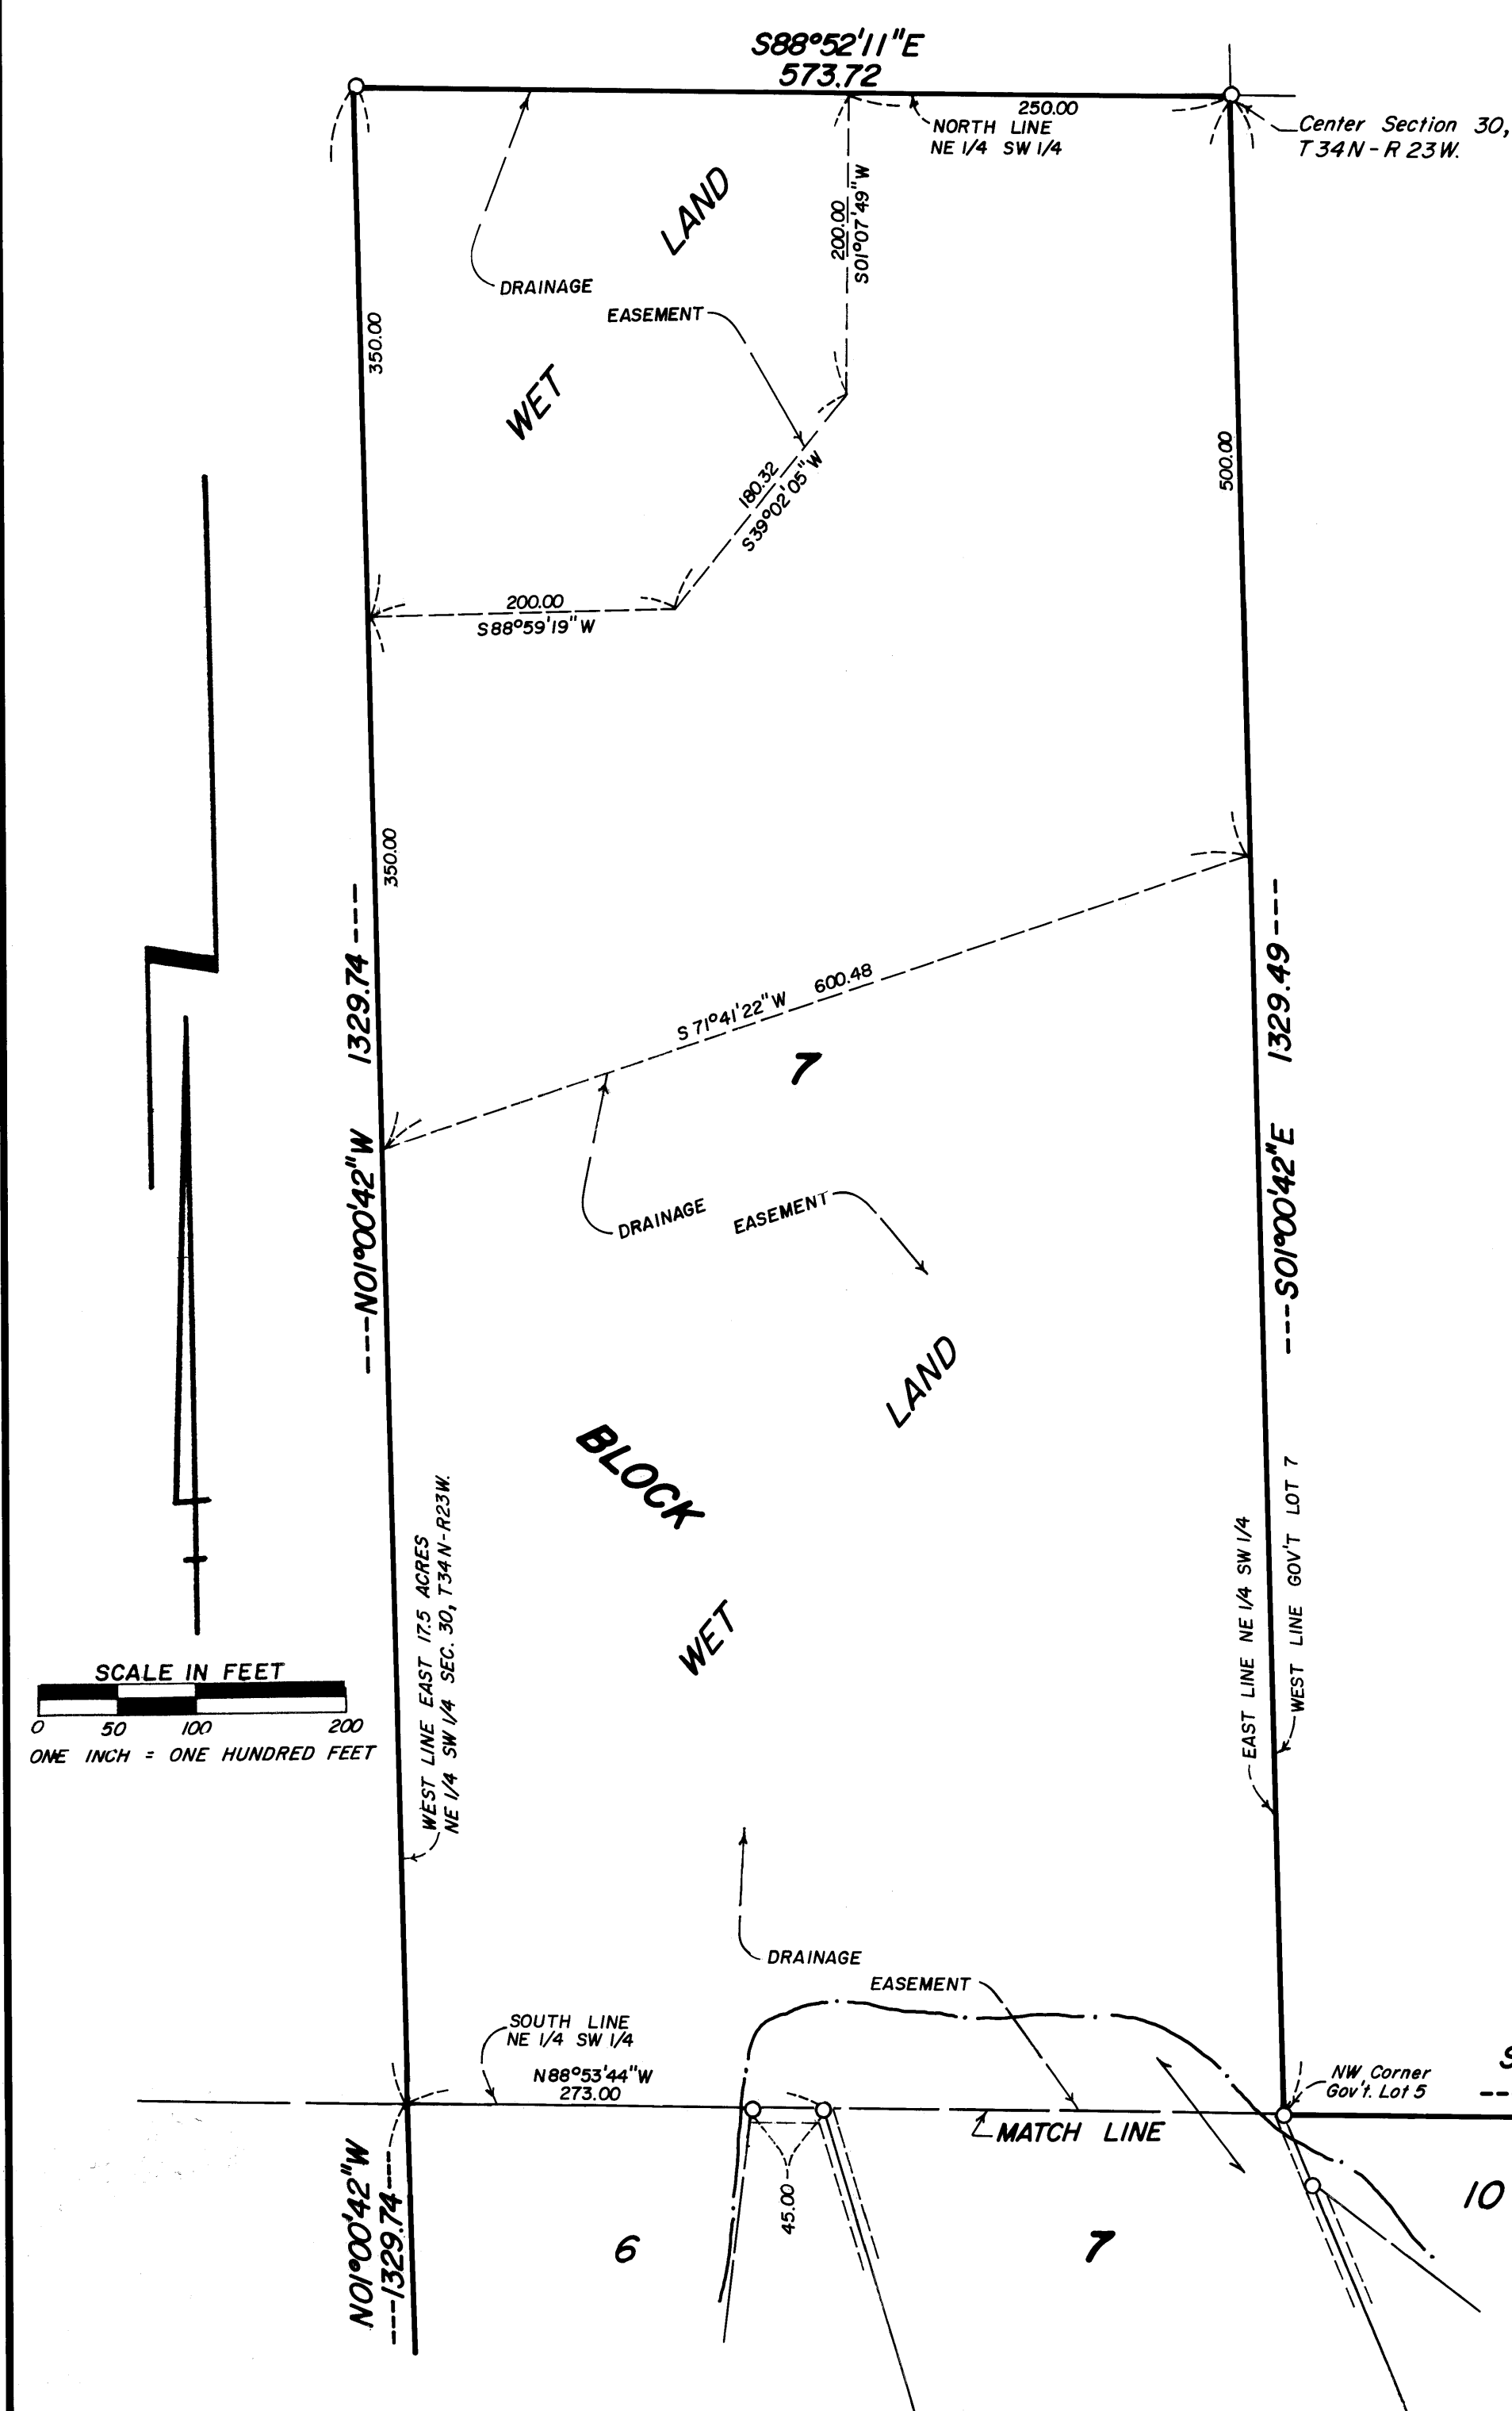 S88°52'11"E
573.72
250.00
NORTH LINE
NE 1/4 SW 1/4
Center Section 30,
T34N-R 23W.
LAND
200.00
S01°07'49"W
DRAINAGE
EASEMENT
350.00
WET
500.00
180.32
S39°02'05"W
200.00
S88°59'19"W
350.00
----N01°00'42"W 1329.74----
S 71°41'22"W 600.48
7
----S01°00'42"E 1329.49----
DRAINAGE EASEMENT
LAND
BLOCK
WET
WEST LINE EAST 17.5 ACRES
NE 1/4 SW 1/4 SEC. 30, T34N-R23W.
EAST LINE NE 1/4 SW 1/4
WEST LINE GOV'T LOT 7
SCALE IN FEET
0 50 100 200
ONE INCH = ONE HUNDRED FEET
DRAINAGE
EASEMENT
SOUTH LINE
NE 1/4 SW 1/4
N88°53'44"W
273.00
NW Corner
Gov't. Lot 5
S
--
MATCH LINE
N01°00'42"W
---1329.74---
45.00
6
7
10